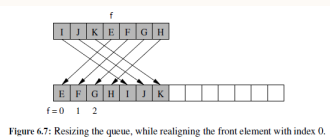 f
I J K E F G H
E F G H I J K
f = 0 1 2
Figure 6.7: Resizing the queue, while realigning the front element with index 0.